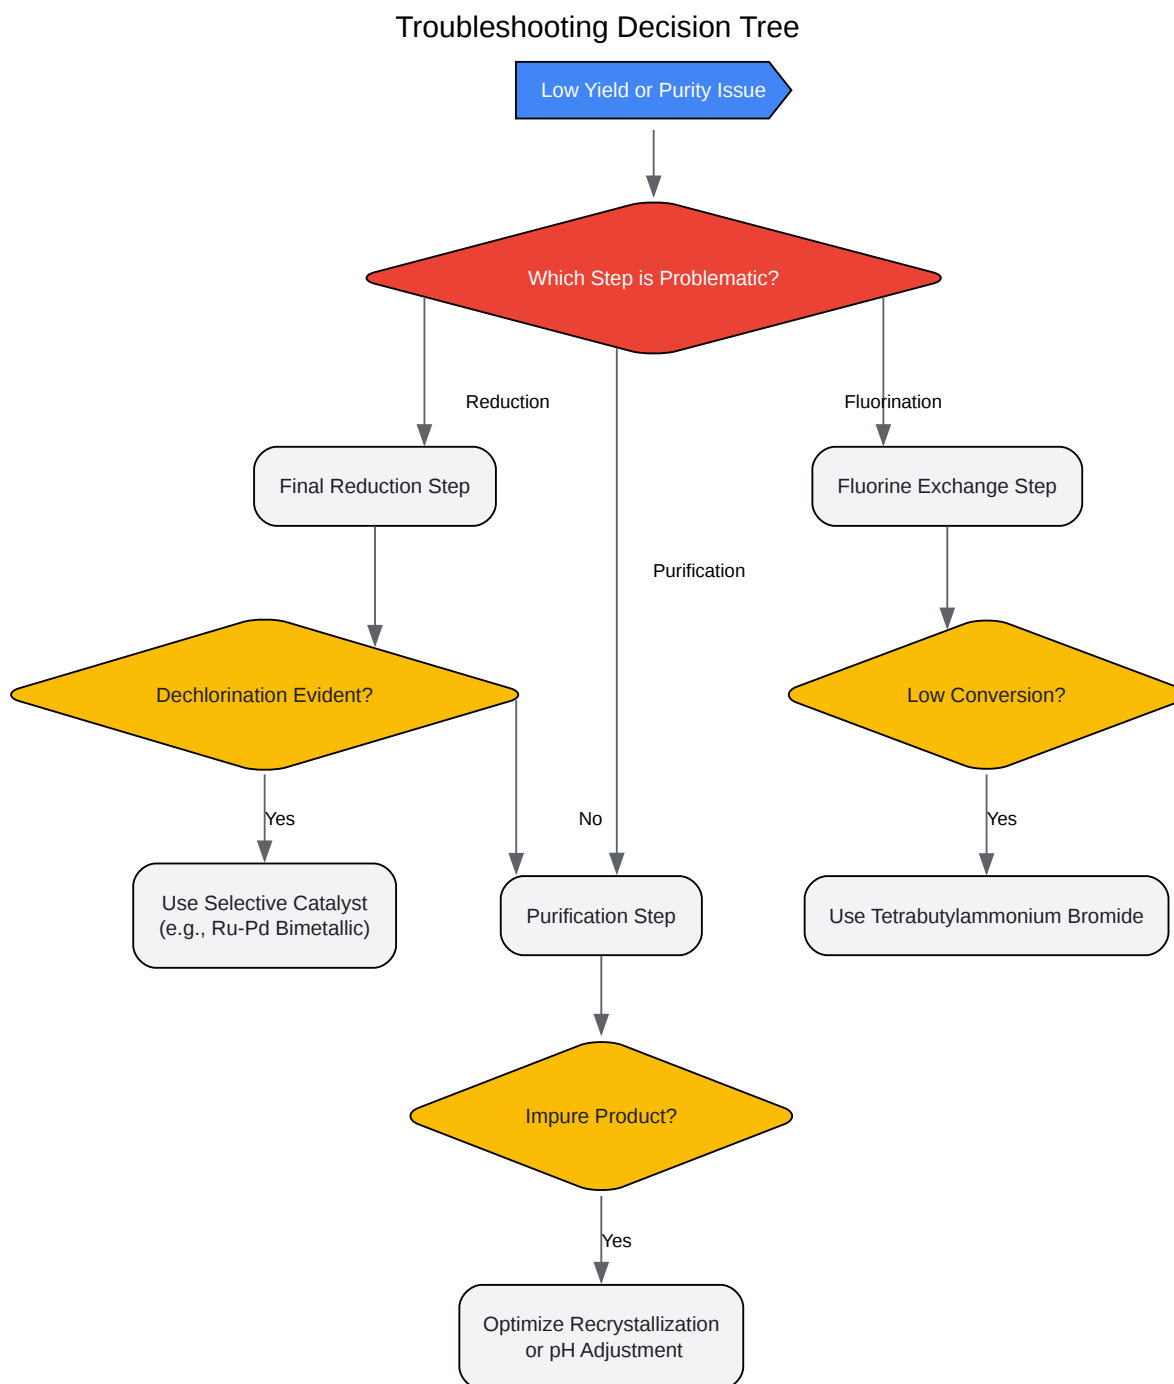 Troubleshooting Decision Tree
Low Yield or Purity Issue
Which Step is Problematic?
Reduction
Fluorination
Final Reduction Step
Fluorine Exchange Step
Purification
Dechlorination Evident?
Low Conversion?
Yes
No
Yes
Use Selective Catalyst
(e.g., Ru-Pd Bimetallic)
Purification Step
Use Tetrabutylammonium Bromide
Impure Product?
Yes
Optimize Recrystallization
or pH Adjustment